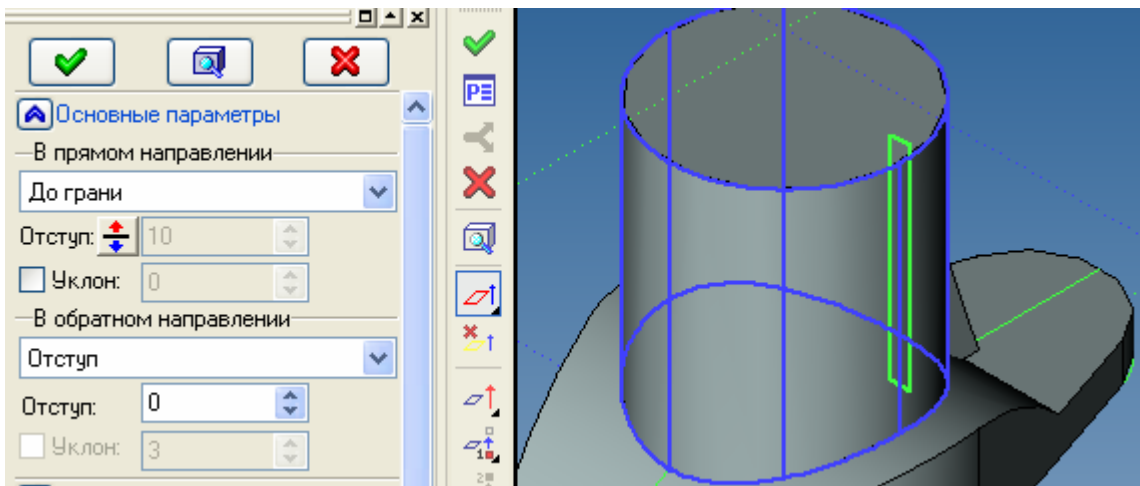 Основные параметры
В прямом направлении
До грани
Отступ: 10
Уклон: 0
В обратном направлении
Отступ
Отступ: 0
Уклон: 3